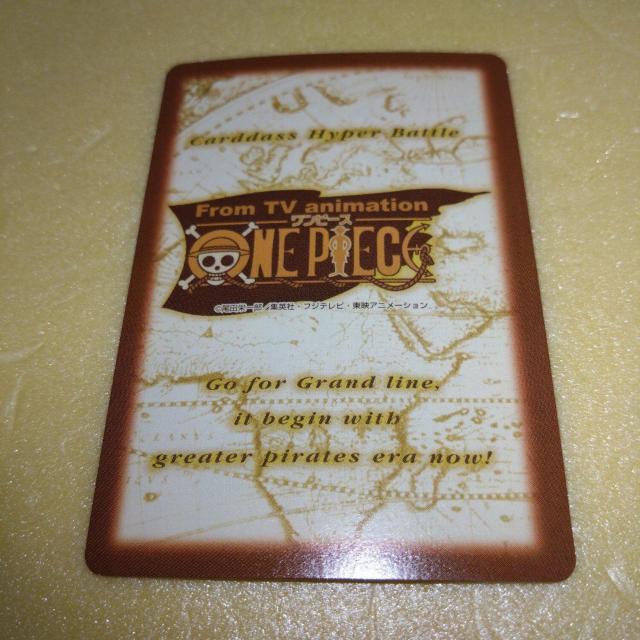 Carddass Hyper Battle
From TV animation
ワンピース
ONE PIECE
©尾田栄一郎/集英社・フジテレビ・東映アニメーション
Go for Grand line,
it begin with
greater pirates era now!